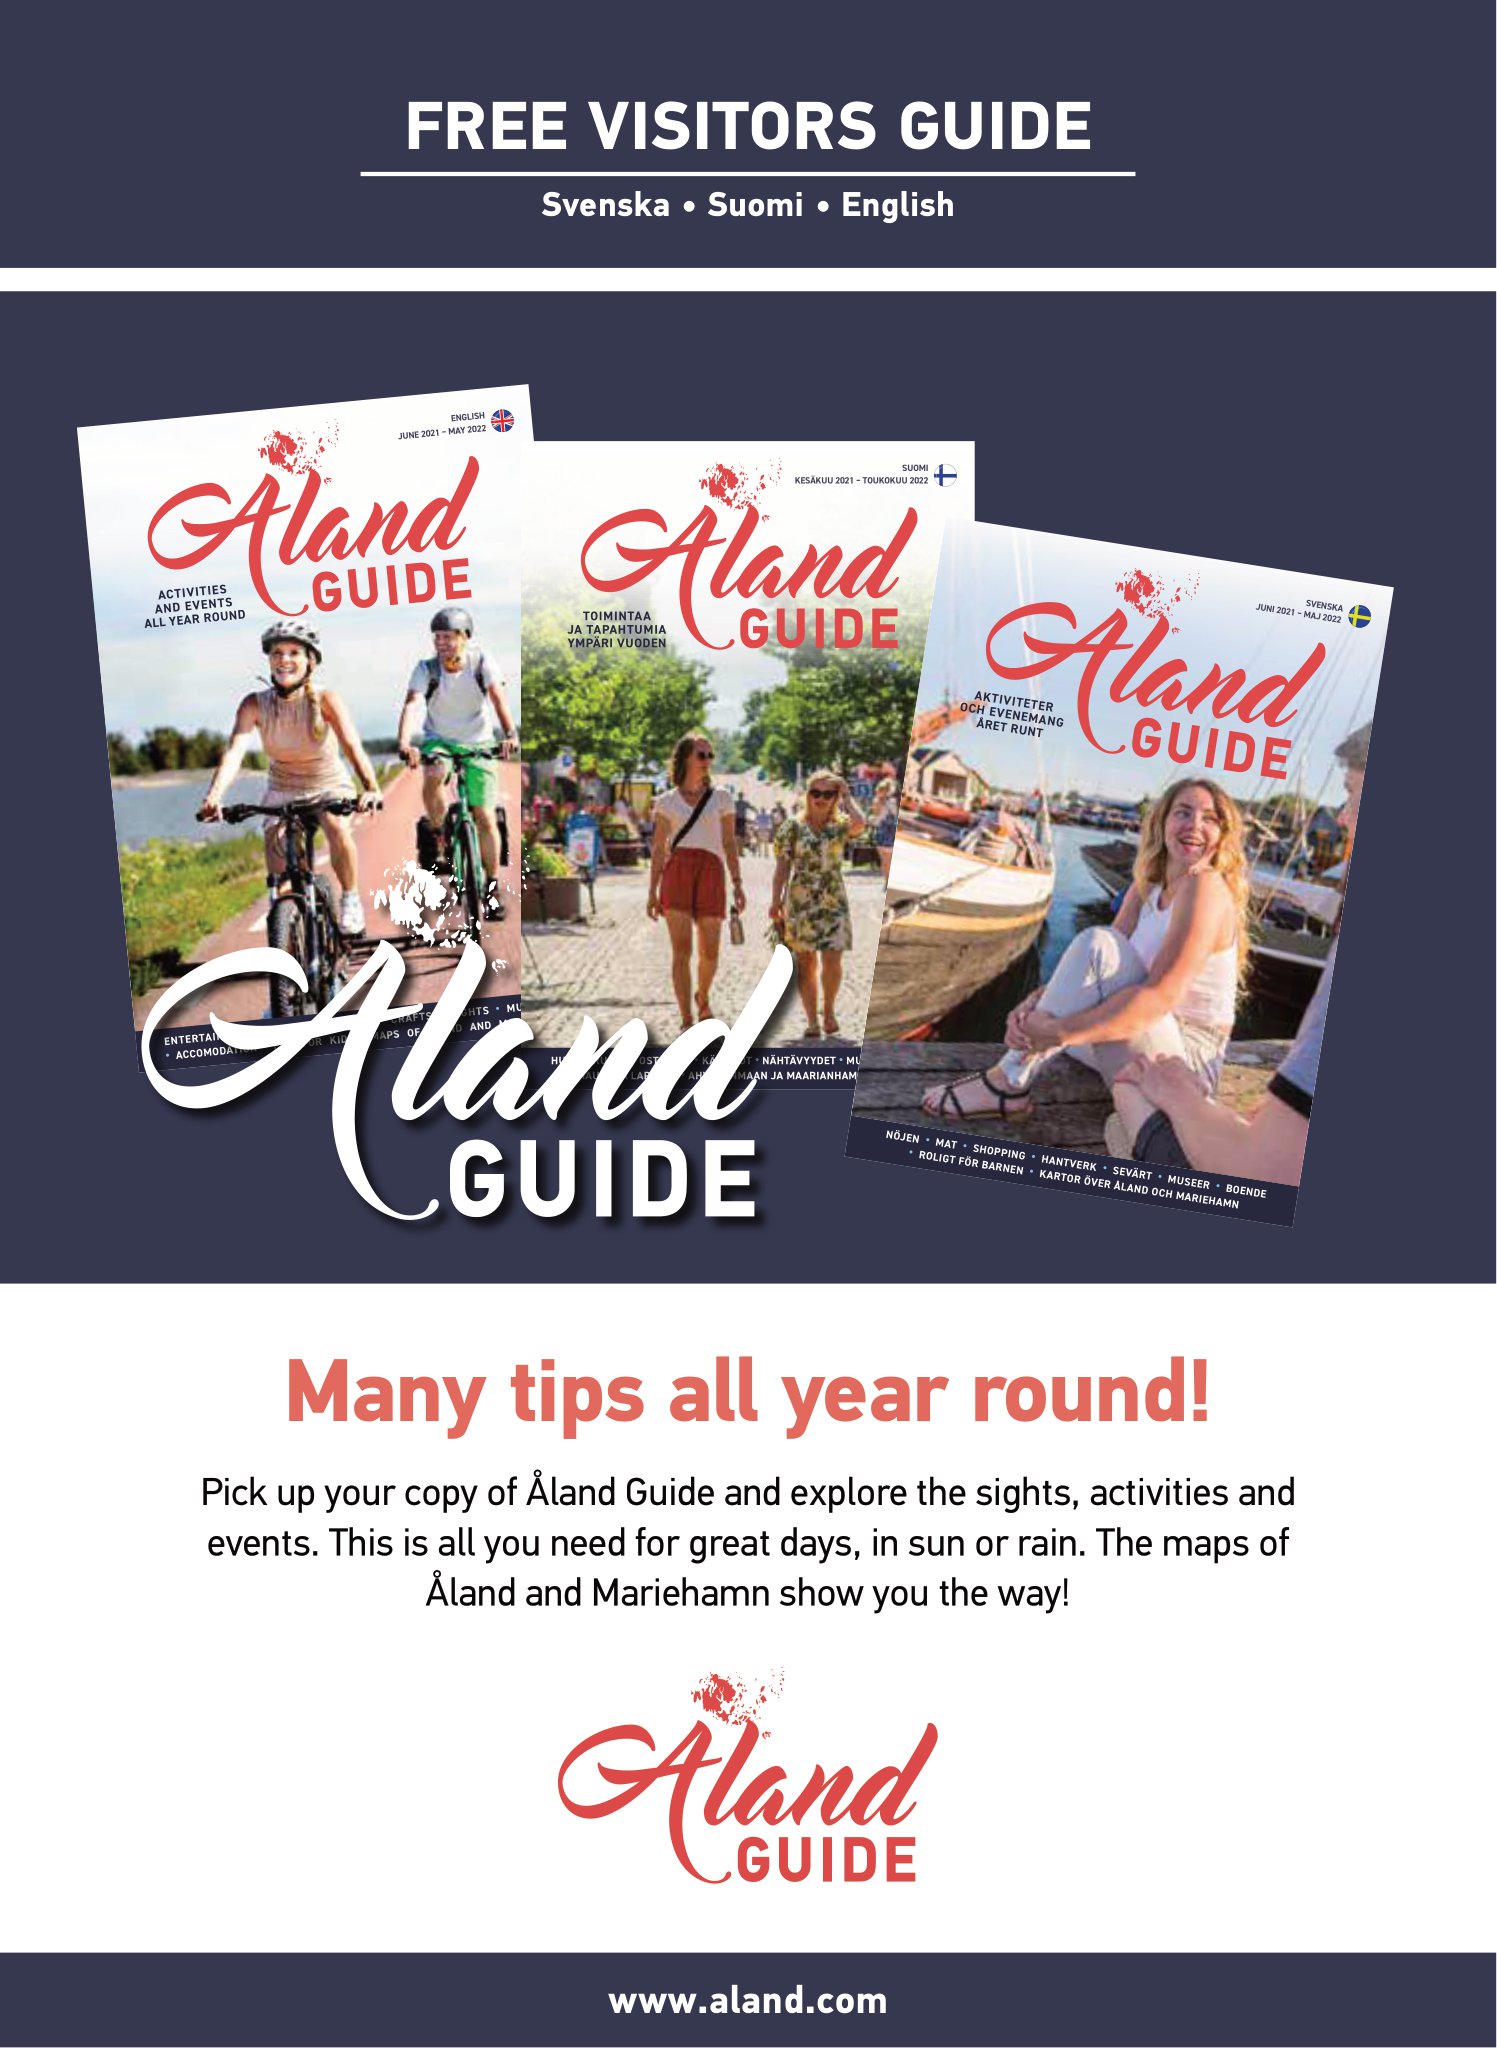 FREE VISITORS GUIDE
Svenska • Suomi • English
ENGLISH
JUNE 2021 – MAY 2022
Åland
GUIDE
ACTIVITIES
AND EVENTS
ALL YEAR ROUND
SUOMI
KESÄKUU 2021 – TOUKOKUU 2022
Åland
GUIDE
TOIMINTAA
JA TAPAHTUMIA
YMPÄRI VUODEN
SVENSKA
JUNI 2021 – MAJ 2022
Åland
GUIDE
AKTIVITETER
OCH EVENEMANG
ÅRET RUNT
• NÄHTÄVYYDET •
JA MAARIANHAM
NÖJEN • MAT • SHOPPING • HANTVERK • SEVÄRT • MUSEER • BOENDE
• ROLIGT FÖR BARNEN • KARTOR ÖVER ÅLAND OCH MARIEHAMN
Åland
GUIDE
Many tips all year round!
Pick up your copy of Åland Guide and explore the sights, activities and
events. This is all you need for great days, in sun or rain. The maps of
Åland and Mariehamn show you the way!
Åland
GUIDE
www.aland.com